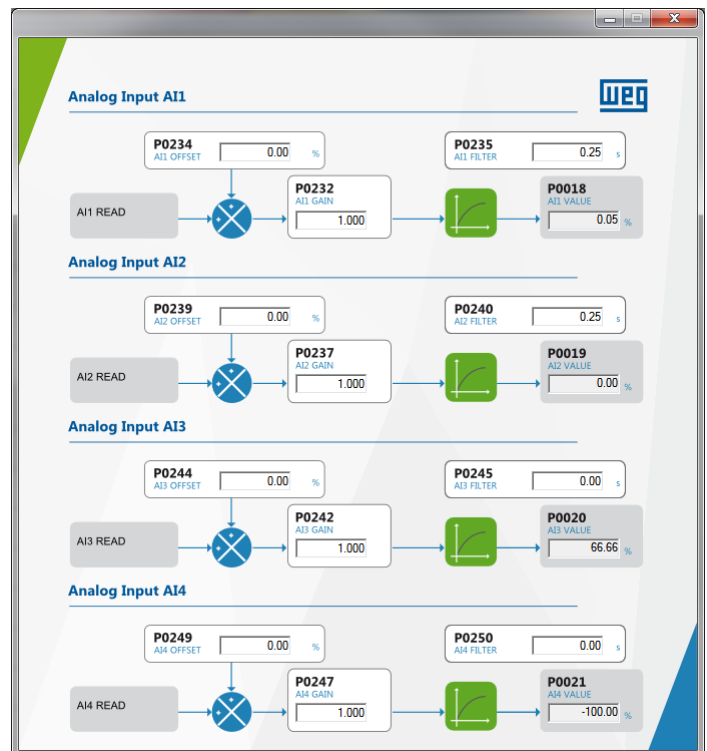 Analog Input AI1
WEG
P0234
AI1 OFFSET 0.00 %
P0235
AI1 FILTER 0.25 s
AI1 READ
P0232
AI1 GAIN
1.000
P0018
AI1 VALUE
0.05 %
Analog Input AI2
P0239
AI2 OFFSET 0.00 %
P0240
AI2 FILTER 0.25 s
AI2 READ
P0237
AI2 GAIN
1.000
P0019
AI2 VALUE
0.00 %
Analog Input AI3
P0244
AI3 OFFSET 0.00 %
P0245
AI3 FILTER 0.00 s
AI3 READ
P0242
AI3 GAIN
1.000
P0020
AI3 VALUE
66.66 %
Analog Input AI4
P0249
AI4 OFFSET 0.00 %
P0250
AI4 FILTER 0.00 s
AI4 READ
P0247
AI4 GAIN
1.000
P0021
AI4 VALUE
-100.00 %